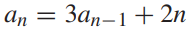 aₙ = 3aₙ₋₁ + 2n